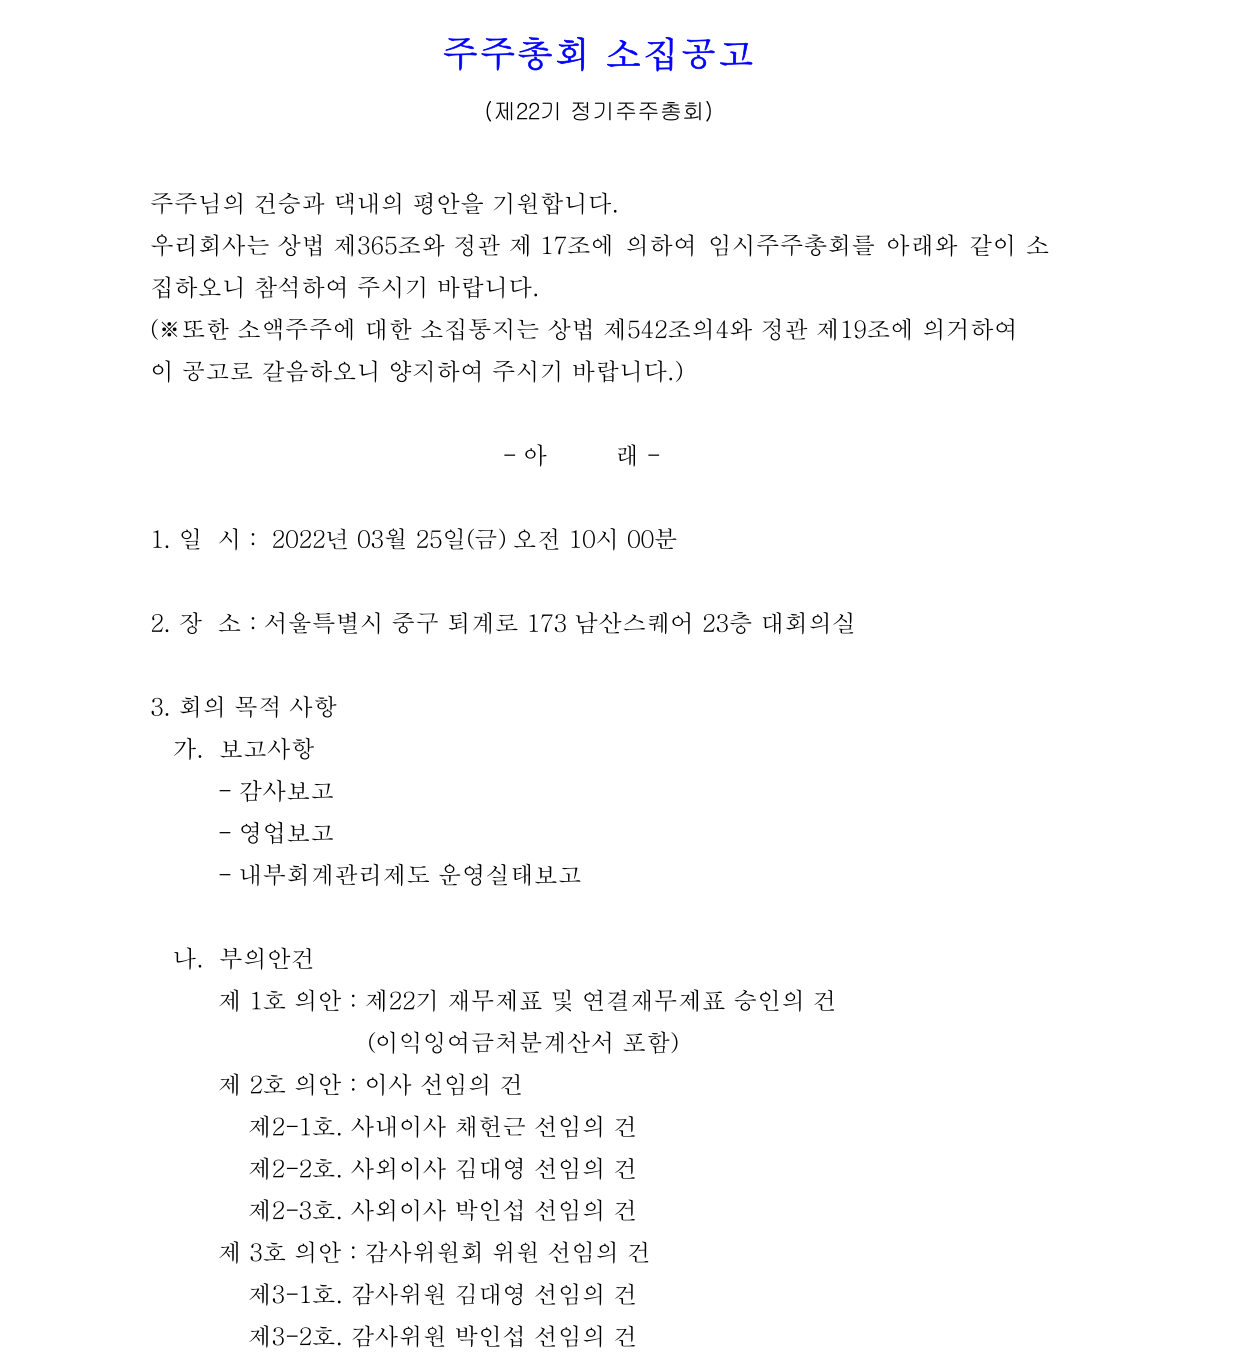 주주총회 소집공고
(제22기 정기주주총회)
주주님의 건승과 댁내의 평안을 기원합니다.
우리회사는 상법 제365조와 정관 제 17조에 의하여 임시주주총회를 아래와 같이 소
집하오니 참석하여 주시기 바랍니다.
(※또한 소액주주에 대한 소집통지는 상법 제542조의4와 정관 제19조에 의거하여
이 공고로 갈음하오니 양지하여 주시기 바랍니다.)
- 아 래 -
1. 일 시 : 2022년 03월 25일(금) 오전 10시 00분
2. 장 소 : 서울특별시 중구 퇴계로 173 남산스퀘어 23층 대회의실
3. 회의 목적 사항
가. 보고사항
- 감사보고
- 영업보고
- 내부회계관리제도 운영실태보고
나. 부의안건
제 1호 의안 : 제22기 재무제표 및 연결재무제표 승인의 건
(이익잉여금처분계산서 포함)
제 2호 의안 : 이사 선임의 건
제2-1호. 사내이사 채헌근 선임의 건
제2-2호. 사외이사 김대영 선임의 건
제2-3호. 사외이사 박인섭 선임의 건
제 3호 의안 : 감사위원회 위원 선임의 건
제3-1호. 감사위원 김대영 선임의 건
제3-2호. 감사위원 박인섭 선임의 건